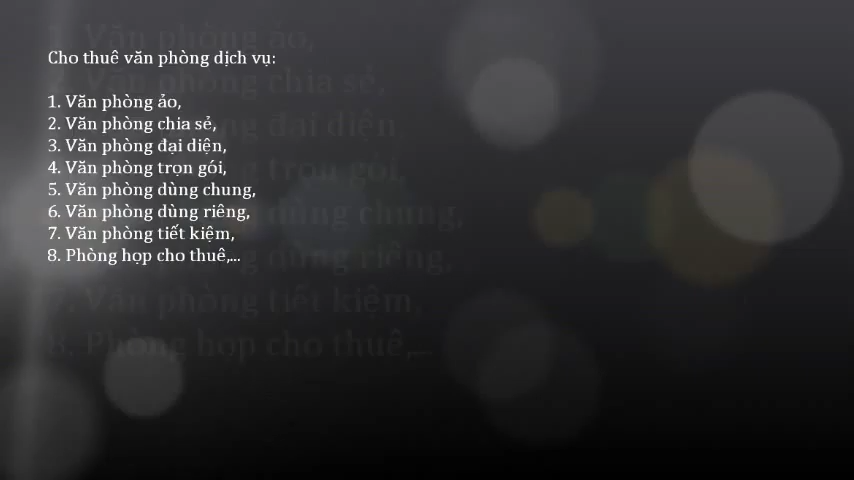 Cho thuê văn phòng dịch vụ:
1. Văn phòng ảo,
2. Văn phòng chia sẻ,
3. Văn phòng đại diện,
4. Văn phòng trọn gói,
5. Văn phòng dùng chung,
6. Văn phòng dùng riêng,
7. Văn phòng tiết kiệm,
8. Phòng họp cho thuê,...